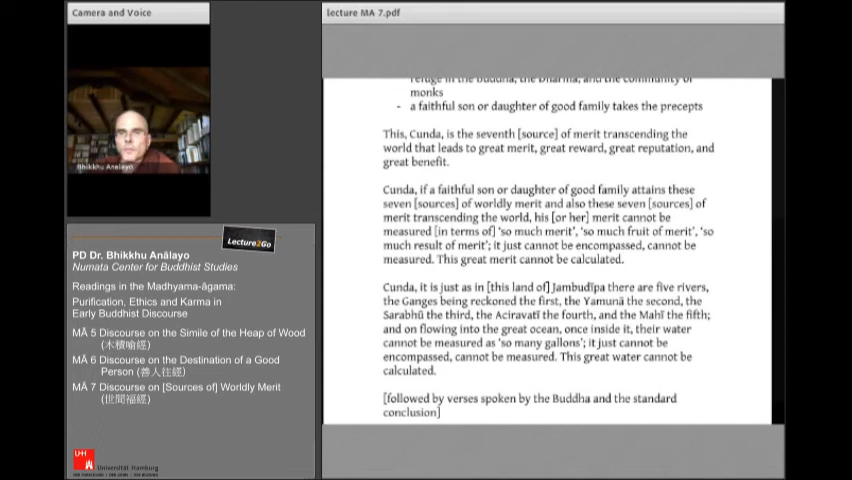 Camera and Voice
Bhikkhu Analayo
Lecture2Go
PD Dr. Bhikkhu Anālayo
Numata Center for Buddhist Studies
Readings in the Madhyama-āgama:
Purification, Ethics and Karma in
Early Buddhist Discourse
MĀ 5 Discourse on the Simile of the Heap of Wood
(木積喻經)
MĀ 6 Discourse on the Destination of a Good
Person (善人往經)
MĀ 7 Discourse on [Sources of] Worldly Merit
(世間福經)
UH
Universität Hamburg
DER FORSCHUNG | DER LEHRE | DER BILDUNG
lecture MA 7.pdf
refuge in the Buddha, the Dharma, and the community of
monks
- a faithful son or daughter of good family takes the precepts
This, Cunda, is the seventh [source] of merit transcending the
world that leads to great merit, great reward, great reputation, and
great benefit.
Cunda, if a faithful son or daughter of good family attains these
seven [sources] of worldly merit and also these seven [sources] of
merit transcending the world, his [or her] merit cannot be
measured [in terms of] ‘so much merit’, ‘so much fruit of merit’, ‘so
much result of merit’; it just cannot be encompassed, cannot be
measured. This great merit cannot be calculated.
Cunda, it is just as in [this land of] Jambudīpa there are five rivers,
the Ganges being reckoned the first, the Yamunā the second, the
Sarabhū the third, the Aciravatī the fourth, and the Mahī the fifth;
and on flowing into the great ocean, once inside it, their water
cannot be measured as ‘so many gallons’; it just cannot be
encompassed, cannot be measured. This great water cannot be
calculated.
[followed by verses spoken by the Buddha and the standard
conclusion]